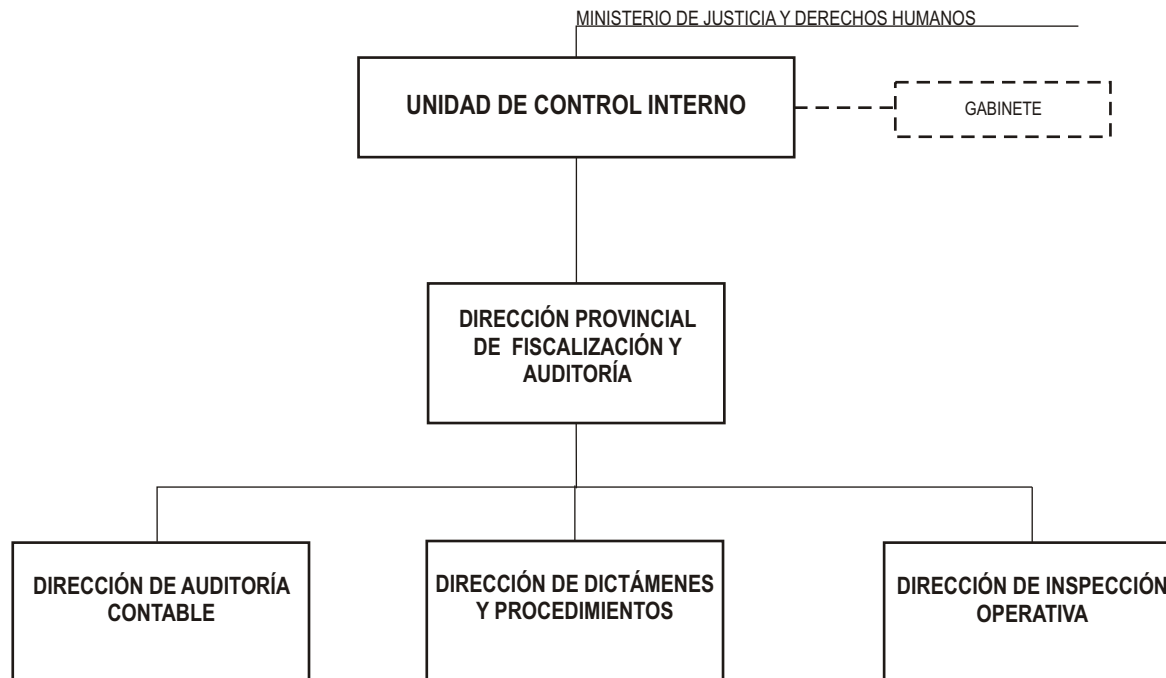 MINISTERIO DE JUSTICIA Y DERECHOS HUMANOS
UNIDAD DE CONTROL INTERNO
GABINETE
DIRECCIÓN PROVINCIAL
DE FISCALIZACIÓN Y
AUDITORÍA
DIRECCIÓN DE AUDITORÍA
CONTABLE
DIRECCIÓN DE DICTÁMENES
Y PROCEDIMIENTOS
DIRECCIÓN DE INSPECCIÓN
OPERATIVA